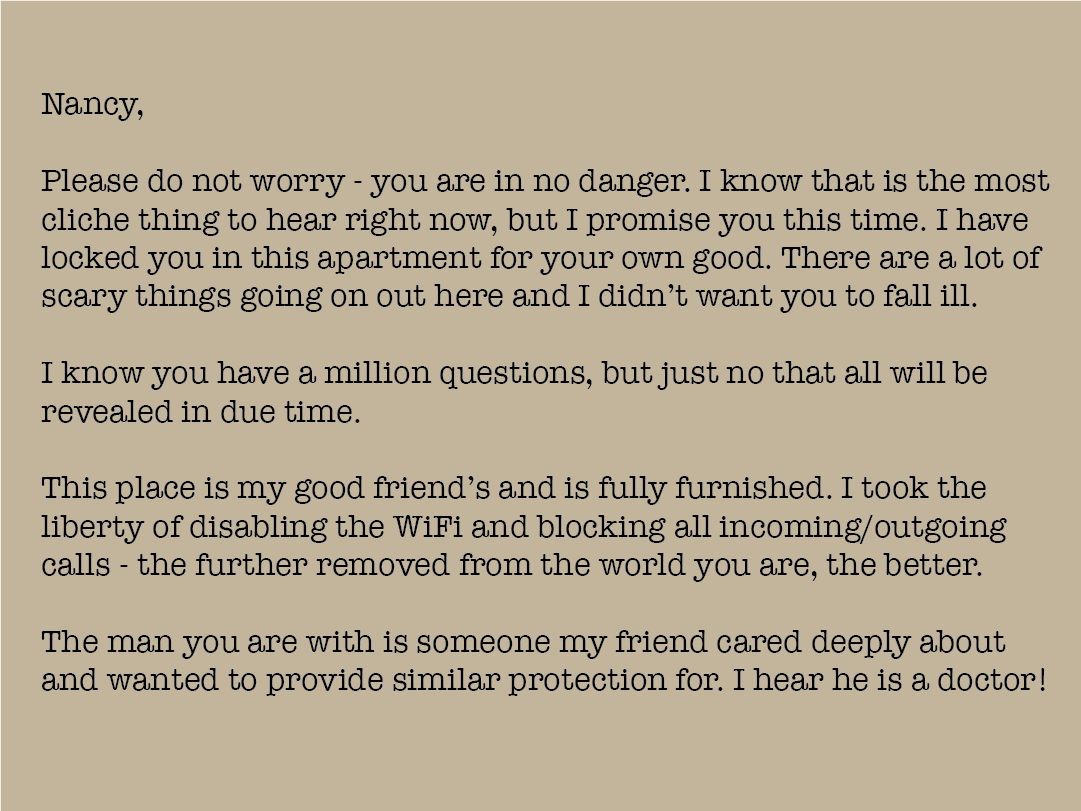 Nancy,
Please do not worry - you are in no danger. I know that is the most
cliche thing to hear right now, but I promise you this time. I have
locked you in this apartment for your own good. There are a lot of
scary things going on out here and I didn't want you to fall ill.
I know you have a million questions, but just no that all will be
revealed in due time.
This place is my good friend's and is fully furnished. I took the
liberty of disabling the WiFi and blocking all incoming/outgoing
calls - the further removed from the world you are, the better.
The man you are with is someone my friend cared deeply about
and wanted to provide similar protection for. I hear he is a doctor!